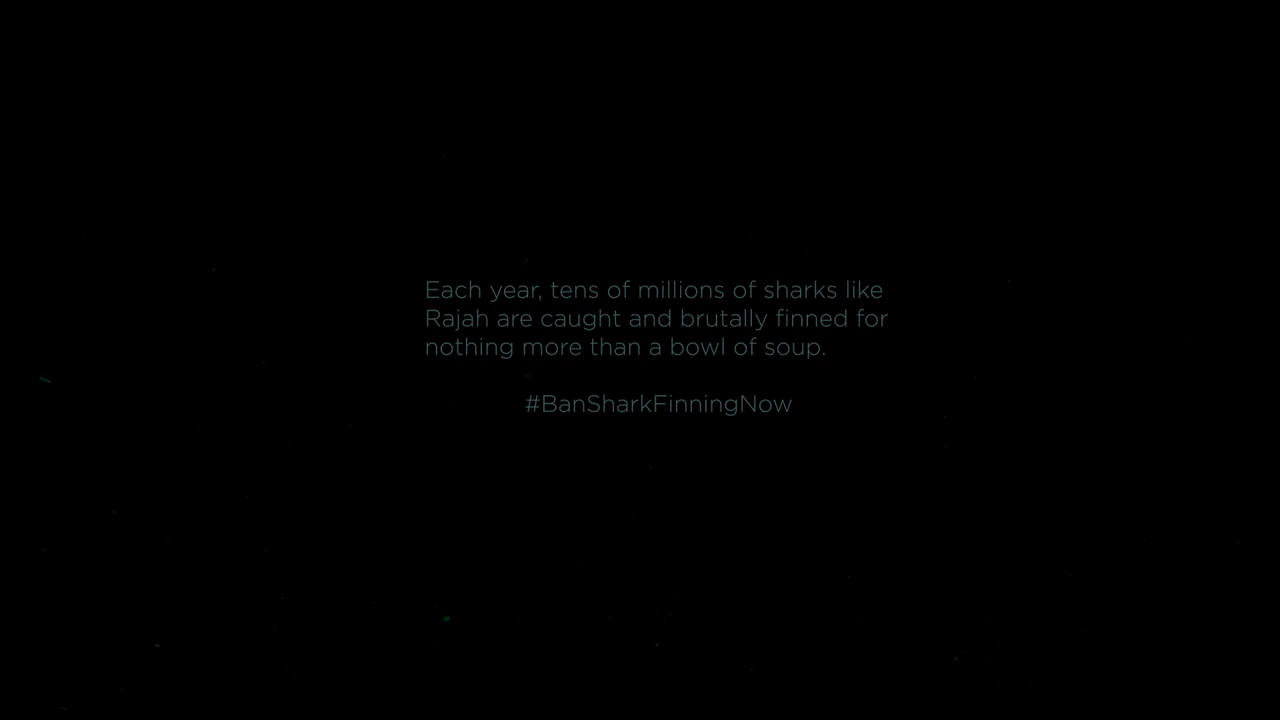 Each year, tens of millions of sharks like
Rajah are caught and brutally finned for
nothing more than a bowl of soup.
#BanSharkFinningNow